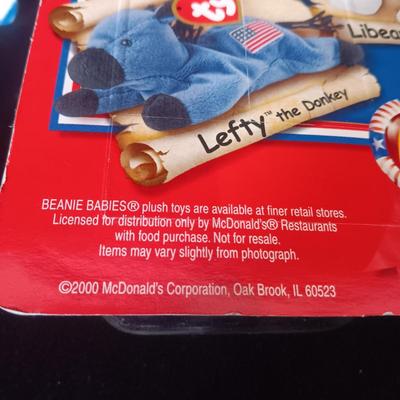 ty
Libea
Lefty™ the Donkey
BEANIE BABIES® plush toys are available at finer retail stores.
Licensed for distribution only by McDonald's® Restaurants
with food purchase. Not for resale.
Items may vary slightly from photograph.
©2000 McDonald's Corporation, Oak Brook, IL 60523